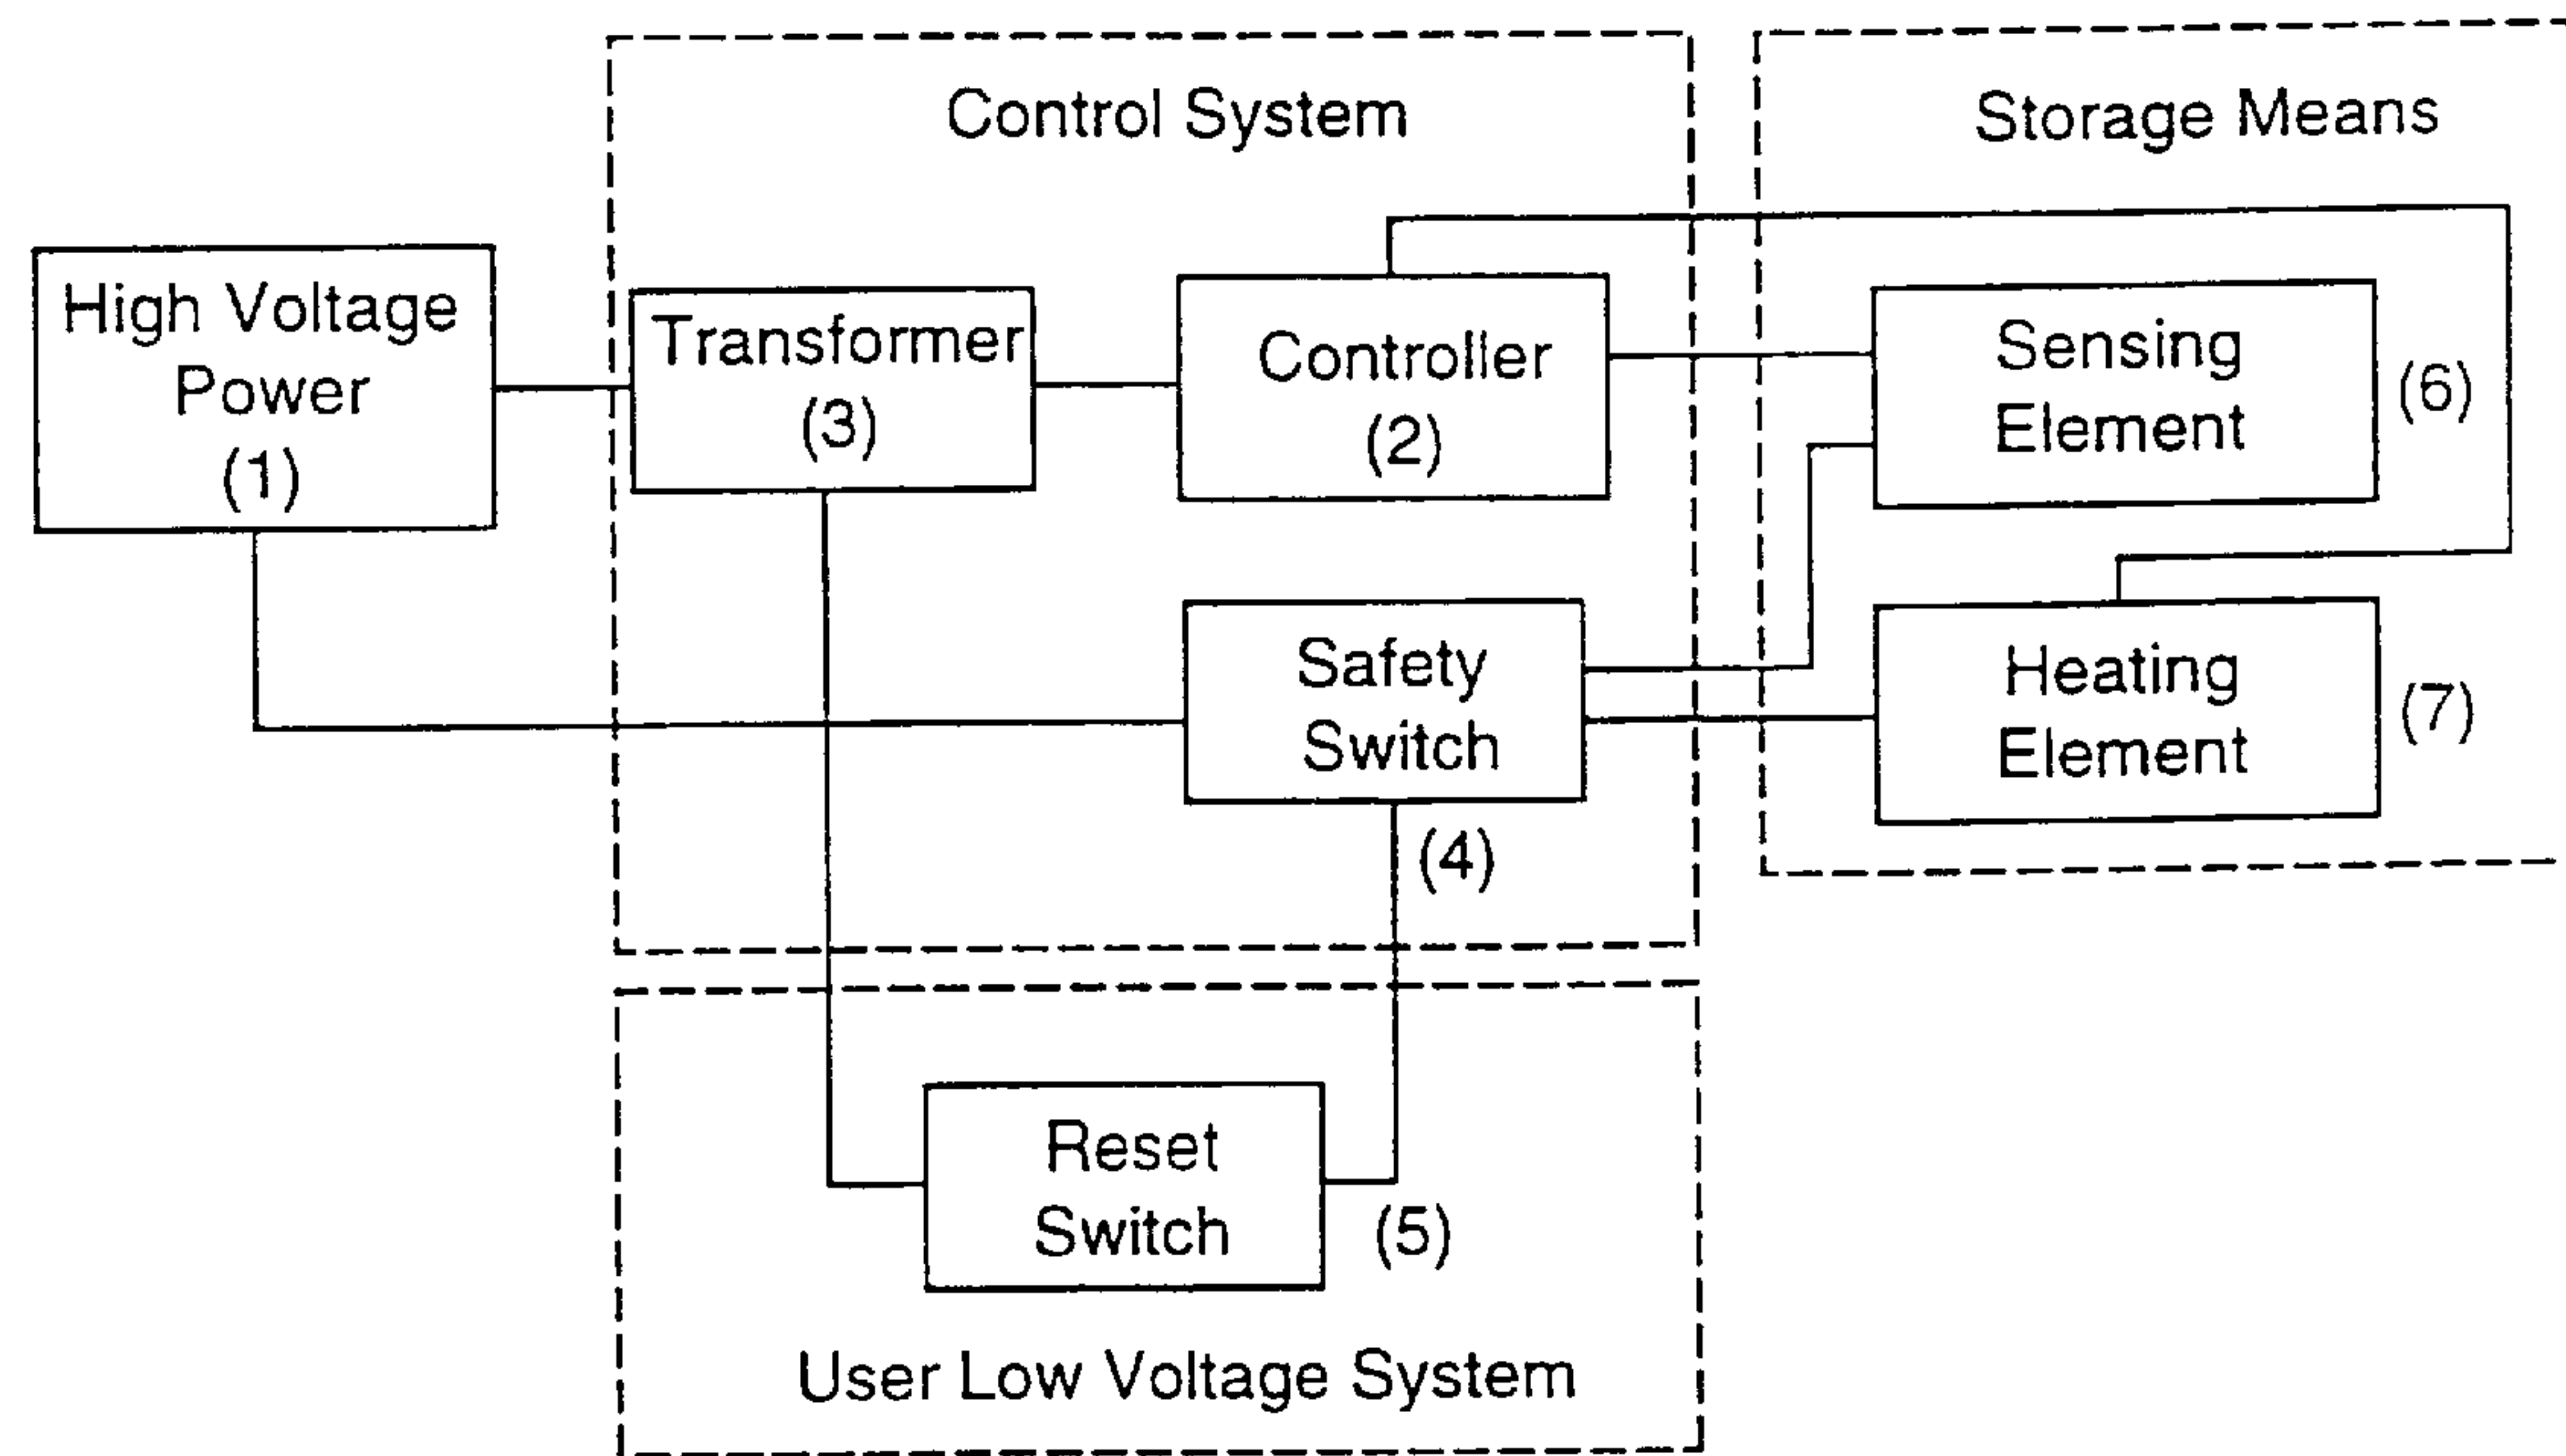 Control System
Storage Means
High Voltage
Power
(1)
Transformer
(3)
Controller
(2)
Sensing
Element
(6)
Safety
Switch
(4)
Heating
Element
(7)
Reset
Switch
(5)
User Low Voltage System